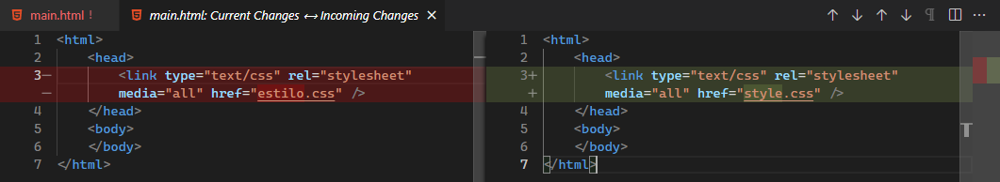 main.html !
main.html: Current Changes ↔ Incoming Changes ×
1 <html>
2 <head>
3− <link type="text/css" rel="stylesheet"
− media="all" href="estilo.css" />
4 </head>
5 <body>
6 </body>
7 </html>
1 <html>
2 <head>
3+ <link type="text/css" rel="stylesheet"
+ media="all" href="style.css" />
4 </head>
5 <body>
6 </body>
7 </html>